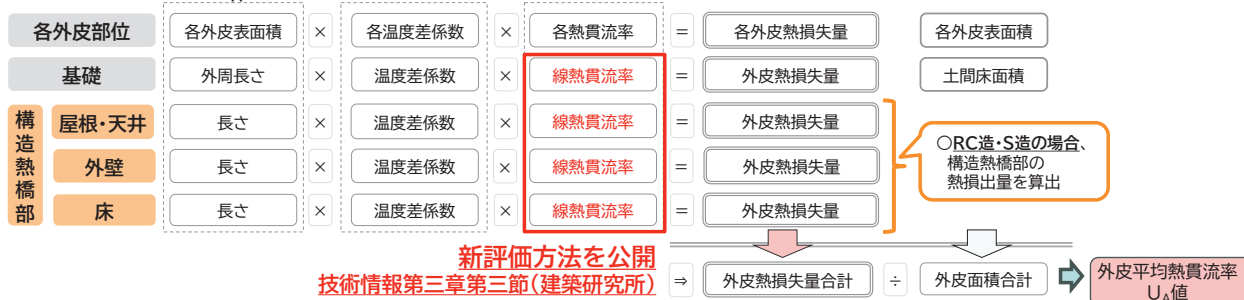 各外皮部位 各外皮表面積 × 各温度差係数 × 各熱貫流率 = 各外皮熱損失量 各外皮表面積
基礎 外周長さ × 温度差係数 × 線熱貫流率 = 外皮熱損失量 土間床面積
構造熱橋部
屋根・天井 長さ × 温度差係数 × 線熱貫流率 = 外皮熱損失量
外壁 長さ × 温度差係数 × 線熱貫流率 = 外皮熱損失量
床 長さ × 温度差係数 × 線熱貫流率 = 外皮熱損失量
○RC造・S造の場合、
構造熱橋部の
熱損出量を算出
新評価方法を公開
技術情報第三章第三節(建築研究所)
⇒ 外皮熱損失量合計 ÷ 外皮面積合計
外皮平均熱貫流率
UA値